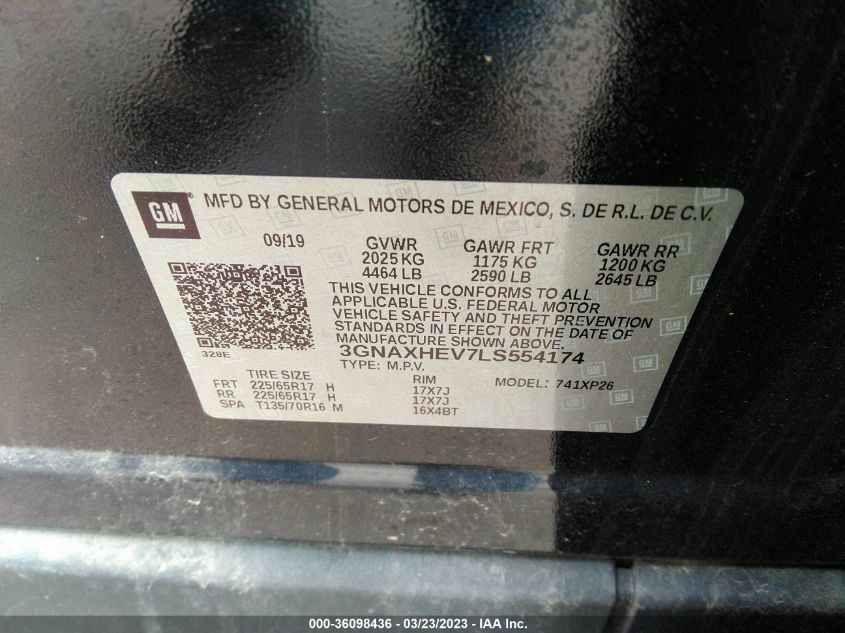 GM ® MFD BY GENERAL MOTORS DE MEXICO, S. DE R.L. DE C.V.
09/19 GVWR GAWR FRT GAWR RR
2025 KG 1175 KG 1200 KG
4464 LB 2590 LB 2645 LB
THIS VEHICLE CONFORMS TO ALL
APPLICABLE U.S. FEDERAL MOTOR
VEHICLE SAFETY AND THEFT PREVENTION
STANDARDS IN EFFECT ON THE DATE OF
MANUFACTURE SHOWN ABOVE.
328E 3GNAXHEV7LS554174
TYPE: M.P.V. MODEL: 741XP26
TIRE SIZE RIM
FRT 225/65R17 H 17X7J
RR 225/65R17 H 17X7J
SPA T135/70R16 M 16X4BT
000-36098436 - 03/23/2023 - IAA Inc.